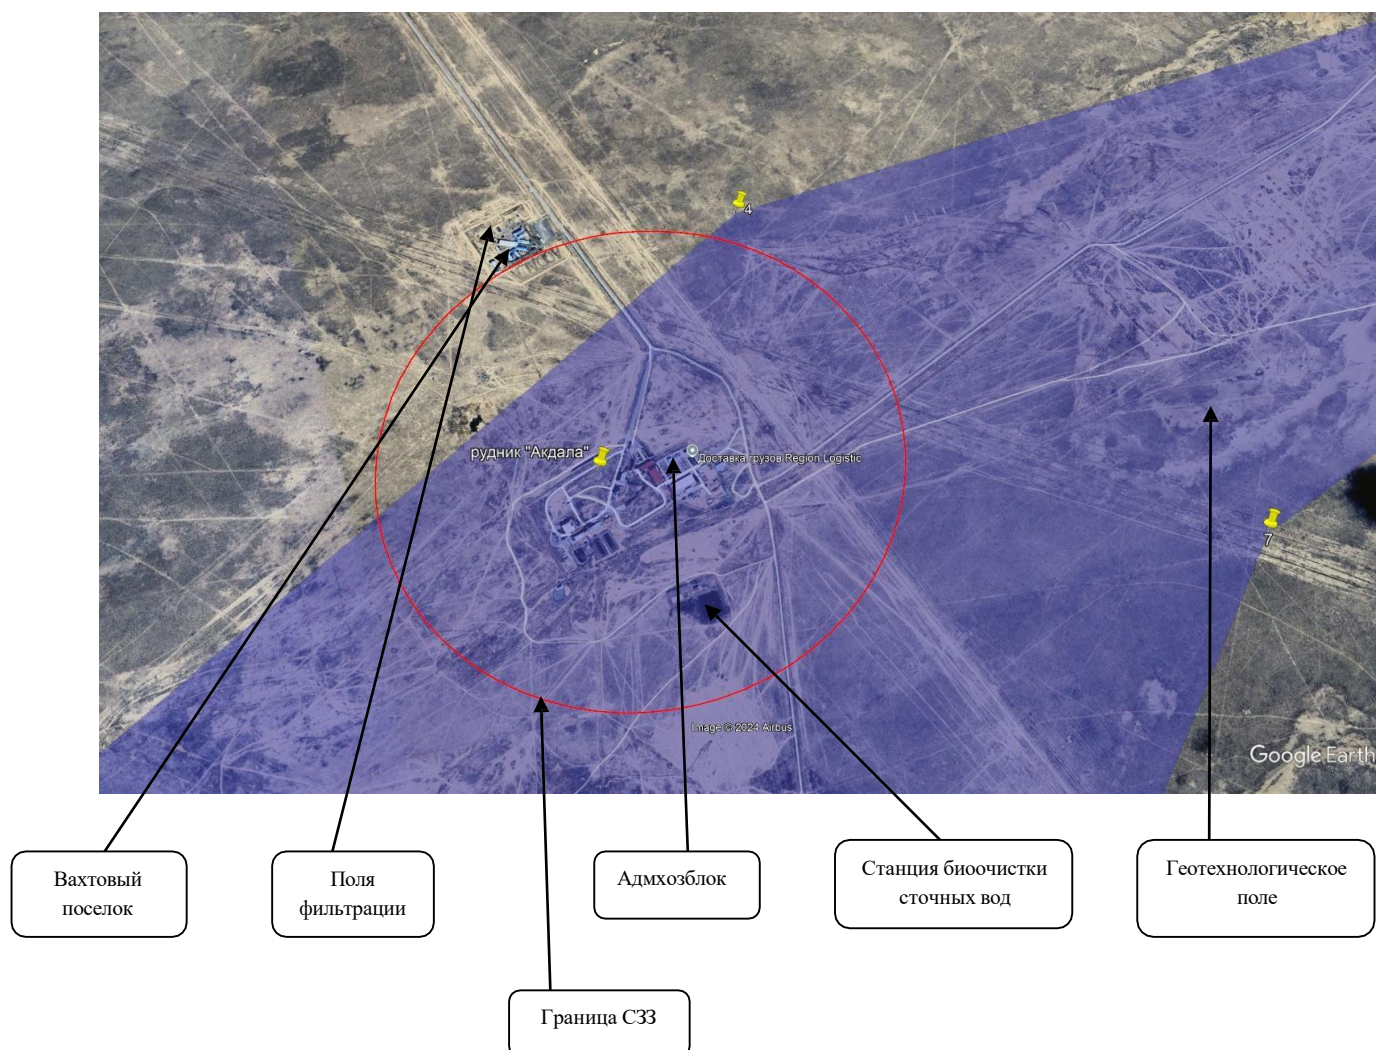 4
рудник "Акдала"
Доставка грузов Region Logistic
7
Image © 2024 Airbus
Google Earth
Вахтовый
поселок
Поля
фильтрации
Адмхозблок
Станция биоочистки
сточных вод
Геотехнологическое
поле
Граница СЗЗ